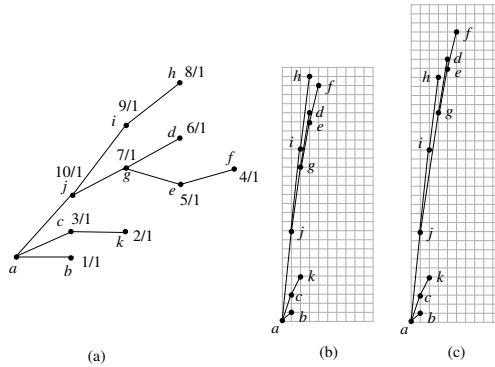 h 8/1
9/1
i
d 6/1
7/1
g
f
4/1
10/1
j
e
5/1
c 3/1
k 2/1
a
b 1/1
(a)
h
f
d
e
i
g
j
k
c
b
a
(b)
f
d
e
h
g
i
j
k
c
b
a
(c)